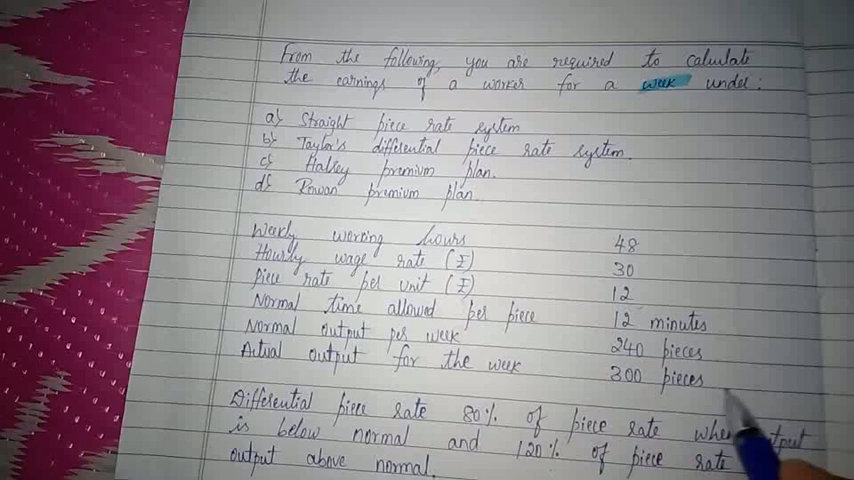 From the following, you are required to calculate
the earnings of a worker for a week under:
a) Straight piece rate system
b) Taylor's differential piece rate system.
c) Halsey premium plan.
d) Rowan premium plan.
Weekly working hours 48
Hourly wage rate (₹) 30
Piece rate per unit (₹) 12
Normal time allowed per piece 12 minutes
Normal output per week 240 pieces
Actual output for the week 300 pieces
Differential piece rate 80% of piece rate when output
is below normal and 120% of piece rate
output above normal.